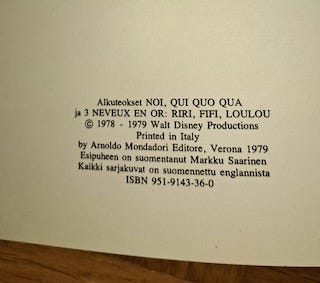 Alkuteokset NOI, QUI QUO QUA
ja 3 NEVEUX EN OR: RIRI, FIFI, LOULOU
© 1978 - 1979 Walt Disney Productions
Printed in Italy
by Arnoldo Mondadori Editore, Verona 1979
Esipuheen on suomentanut Markku Saarinen
Kaikki sarjakuvat on suomennettu englannista
ISBN 951-9143-36-0